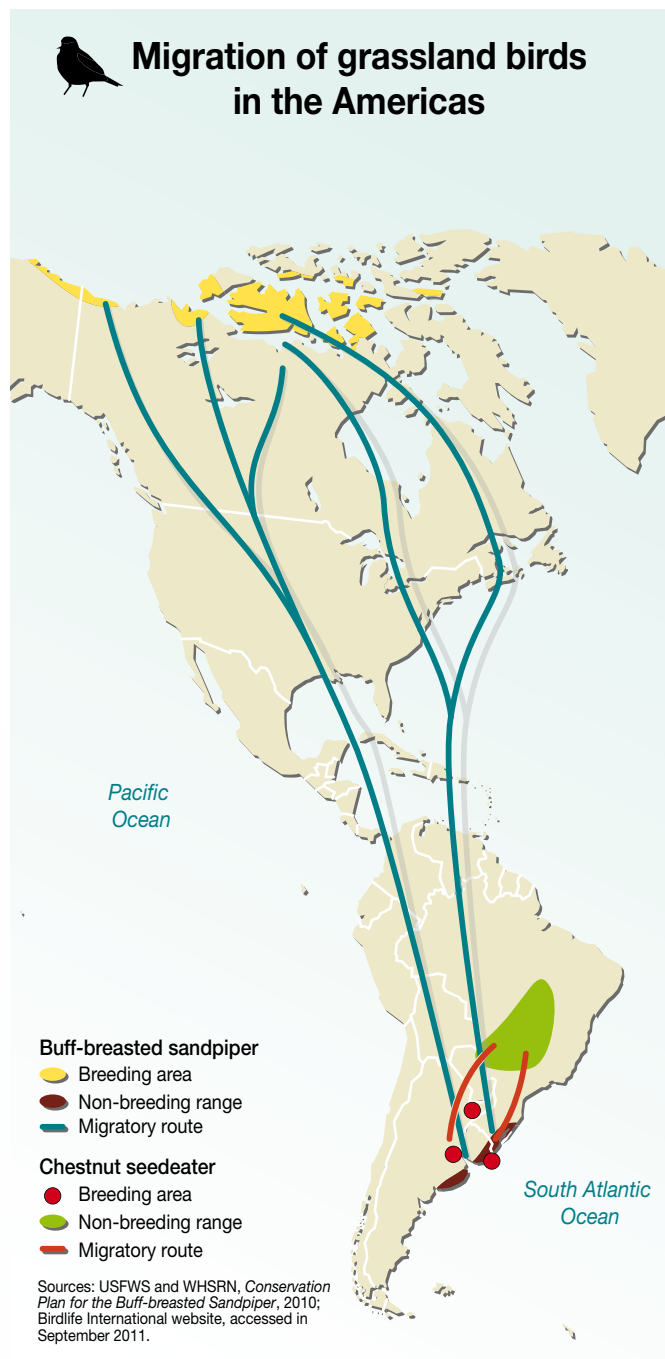 Migration of grassland birds
in the Americas
Pacific
Ocean
Buff-breasted sandpiper
Breeding area
Non-breeding range
Migratory route
Chestnut seedeater
Breeding area
Non-breeding range
Migratory route
South Atlantic
Ocean
Sources: USFWS and WHSRN, Conservation
Plan for the Buff-breasted Sandpiper, 2010;
Birdlife International website, accessed in
September 2011.